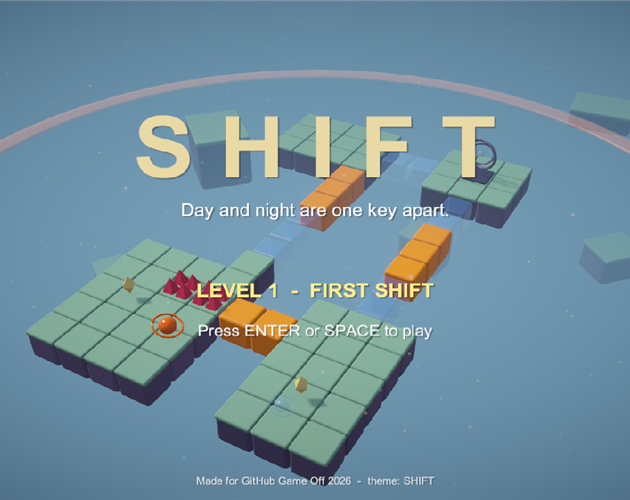 SHIFT
Day and night are one key apart.
LEVEL 1 - FIRST SHIFT
Press ENTER or SPACE to play
Made for GitHub Game Off 2026 - theme: SHIFT